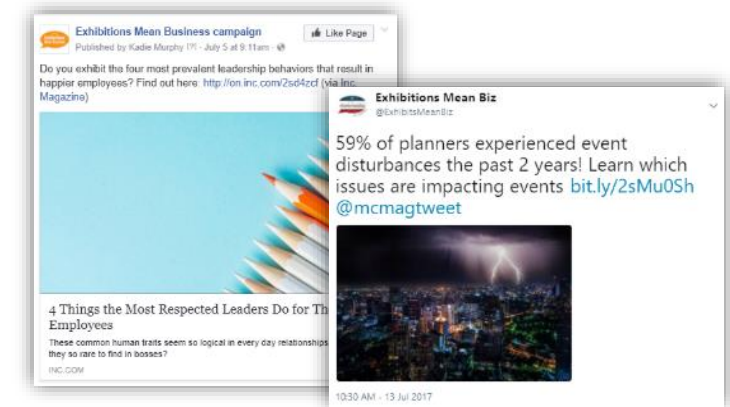 Exhibitions Mean Business campaign
Like Page
Published by Kadie Murphy [?] · July 5 at 9:11am ·
Do you exhibit the four most prevalent leadership behaviors that result in
happier employees? Find out here: http://on.inc.com/2sd4zcf (via Inc.
Magazine)
4 Things the Most Respected Leaders Do for Th
Employees
These common human traits seem so logical in every day relationships
they so rare to find in bosses?
INC.COM
Exhibitions Mean Biz
@ExhibitsMeanBiz
59% of planners experienced event
disturbances the past 2 years! Learn which
issues are impacting events bit.ly/2sMu0Sh
@mcmagtweet
10:30 AM - 13 Jul 2017